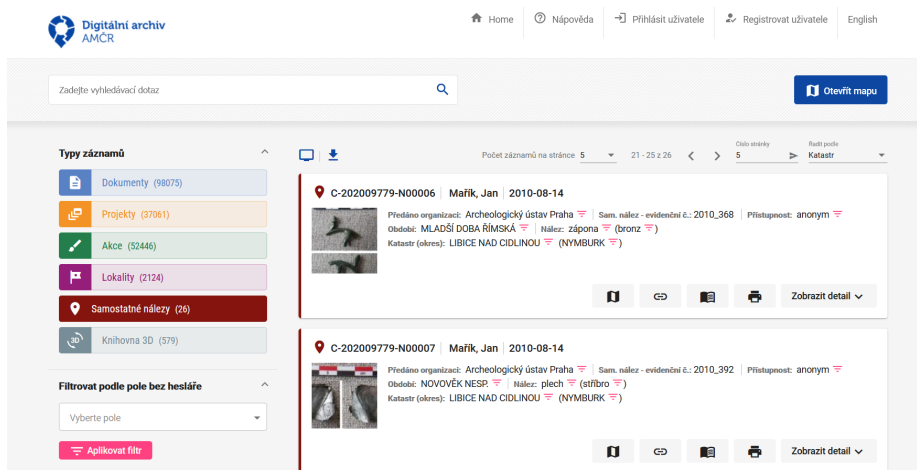 Digitální archiv
AMČR
Home
Nápověda
Přihlásit uživatele
Registrovat uživatele
English
Zadejte vyhledávací dotaz
Otevřít mapu
Typy záznamů
Dokumenty (98075)
Projekty (37061)
Akce (52446)
Lokality (2124)
Samostatné nálezy (26)
3D
Knihovna 3D (579)
Filtrovat podle pole bez hesláře
Vyberte pole
Aplikovat filtr
Počet záznamů na stránce 5
21 - 25 z 26
Číslo stránky
5
Řadit podle
Katastr
C-202009779-N00006 Mařík, Jan 2010-08-14
Předáno organizaci: Archeologický ústav Praha Sam. nález - evidenční č.: 2010_368 Přístupnost: anonym
Období: MLADŠÍ DOBA ŘÍMSKÁ Nález: zápona (bronz)
Katastr (okres): LIBICE NAD CIDLINOU (NYMBURK)
Zobrazit detail
C-202009779-N00007 Mařík, Jan 2010-08-14
Předáno organizaci: Archeologický ústav Praha Sam. nález - evidenční č.: 2010_392 Přístupnost: anonym
Období: NOVOVĚK NESP. Nález: plech (stříbro)
Katastr (okres): LIBICE NAD CIDLINOU (NYMBURK)
Zobrazit detail